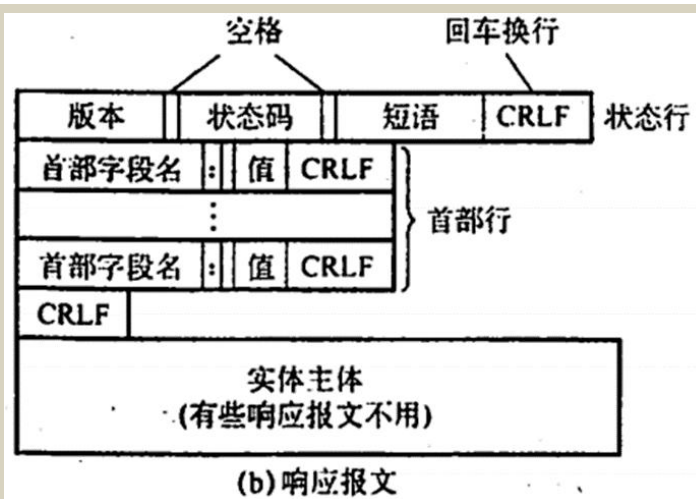 空格 回车换行
版本 状态码 短语 CRLF 状态行
首部字段名 : 值 CRLF
⋮ 首部行
首部字段名 : 值 CRLF
CRLF
实体主体
(有些响应报文不用)
(b)响应报文